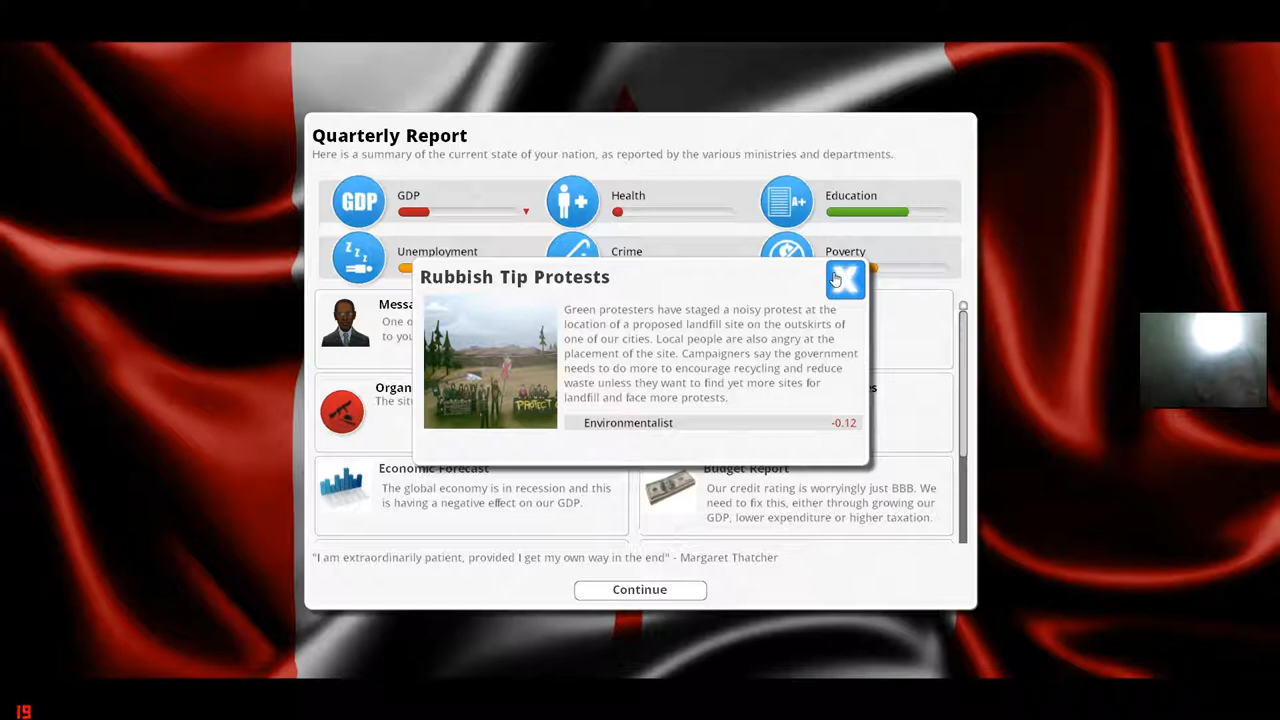 Quarterly Report
Here is a summary of the current state of your nation, as reported by the various ministries and departments.
GDP
GDP
Health
A+
Education
Unemployment
Crime
Poverty
Rubbish Tip Protests
Green protesters have staged a noisy protest at the
location of a proposed landfill site on the outskirts of
one of our cities. Local people are also angry at the
placement of the site. Campaigners say the government
needs to do more to encourage recycling and reduce
waste unless they want to find yet more sites for
landfill and face more protests.
Environmentalist -0.12
Messa
One o
to you
Organ
The situ
Economic Forecast
The global economy is in recession and this
is having a negative effect on our GDP.
Budget Report
Our credit rating is worryingly just BBB. We
need to fix this, either through growing our
GDP, lower expenditure or higher taxation.
"I am extraordinarily patient, provided I get my own way in the end" - Margaret Thatcher
Continue
19